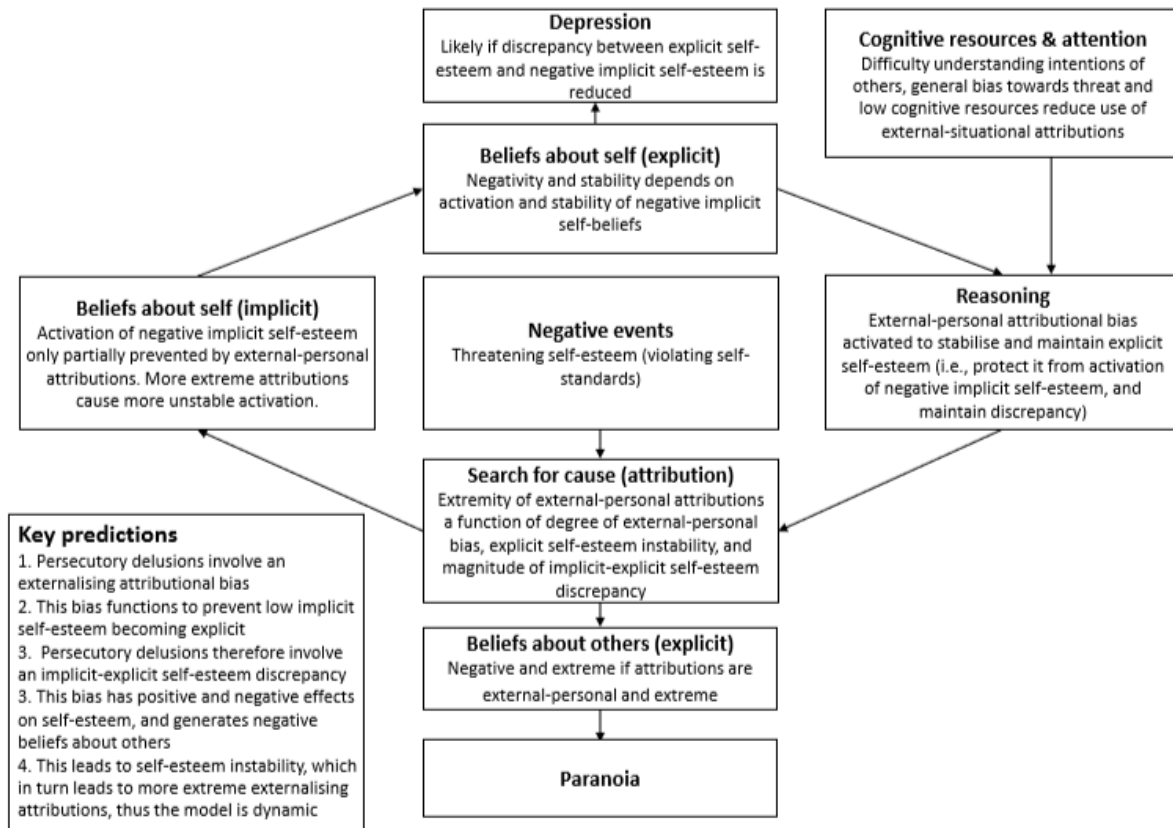 Depression
Likely if discrepancy between explicit self-
esteem and negative implicit self-esteem is
reduced
Cognitive resources & attention
Difficulty understanding intentions of
others, general bias towards threat and
low cognitive resources reduce use of
external-situational attributions
Beliefs about self (explicit)
Negativity and stability depends on
activation and stability of negative implicit
self-beliefs
Beliefs about self (implicit)
Activation of negative implicit self-esteem
only partially prevented by external-personal
attributions. More extreme attributions
cause more unstable activation.
Negative events
Threatening self-esteem (violating self-
standards)
Reasoning
External-personal attributional bias
activated to stabilise and maintain explicit
self-esteem (i.e., protect it from activation
of negative implicit self-esteem, and
maintain discrepancy)
Search for cause (attribution)
Extremity of external-personal attributions
a function of degree of external-personal
bias, explicit self-esteem instability, and
magnitude of implicit-explicit self-esteem
discrepancy
Key predictions
1. Persecutory delusions involve an
externalising attributional bias
2. This bias functions to prevent low implicit
self-esteem becoming explicit
3. Persecutory delusions therefore involve
an implicit-explicit self-esteem discrepancy
3. This bias has positive and negative effects
on self-esteem, and generates negative
beliefs about others
4. This leads to self-esteem instability, which
in turn leads to more extreme externalising
attributions, thus the model is dynamic
Beliefs about others (explicit)
Negative and extreme if attributions are
external-personal and extreme
Paranoia